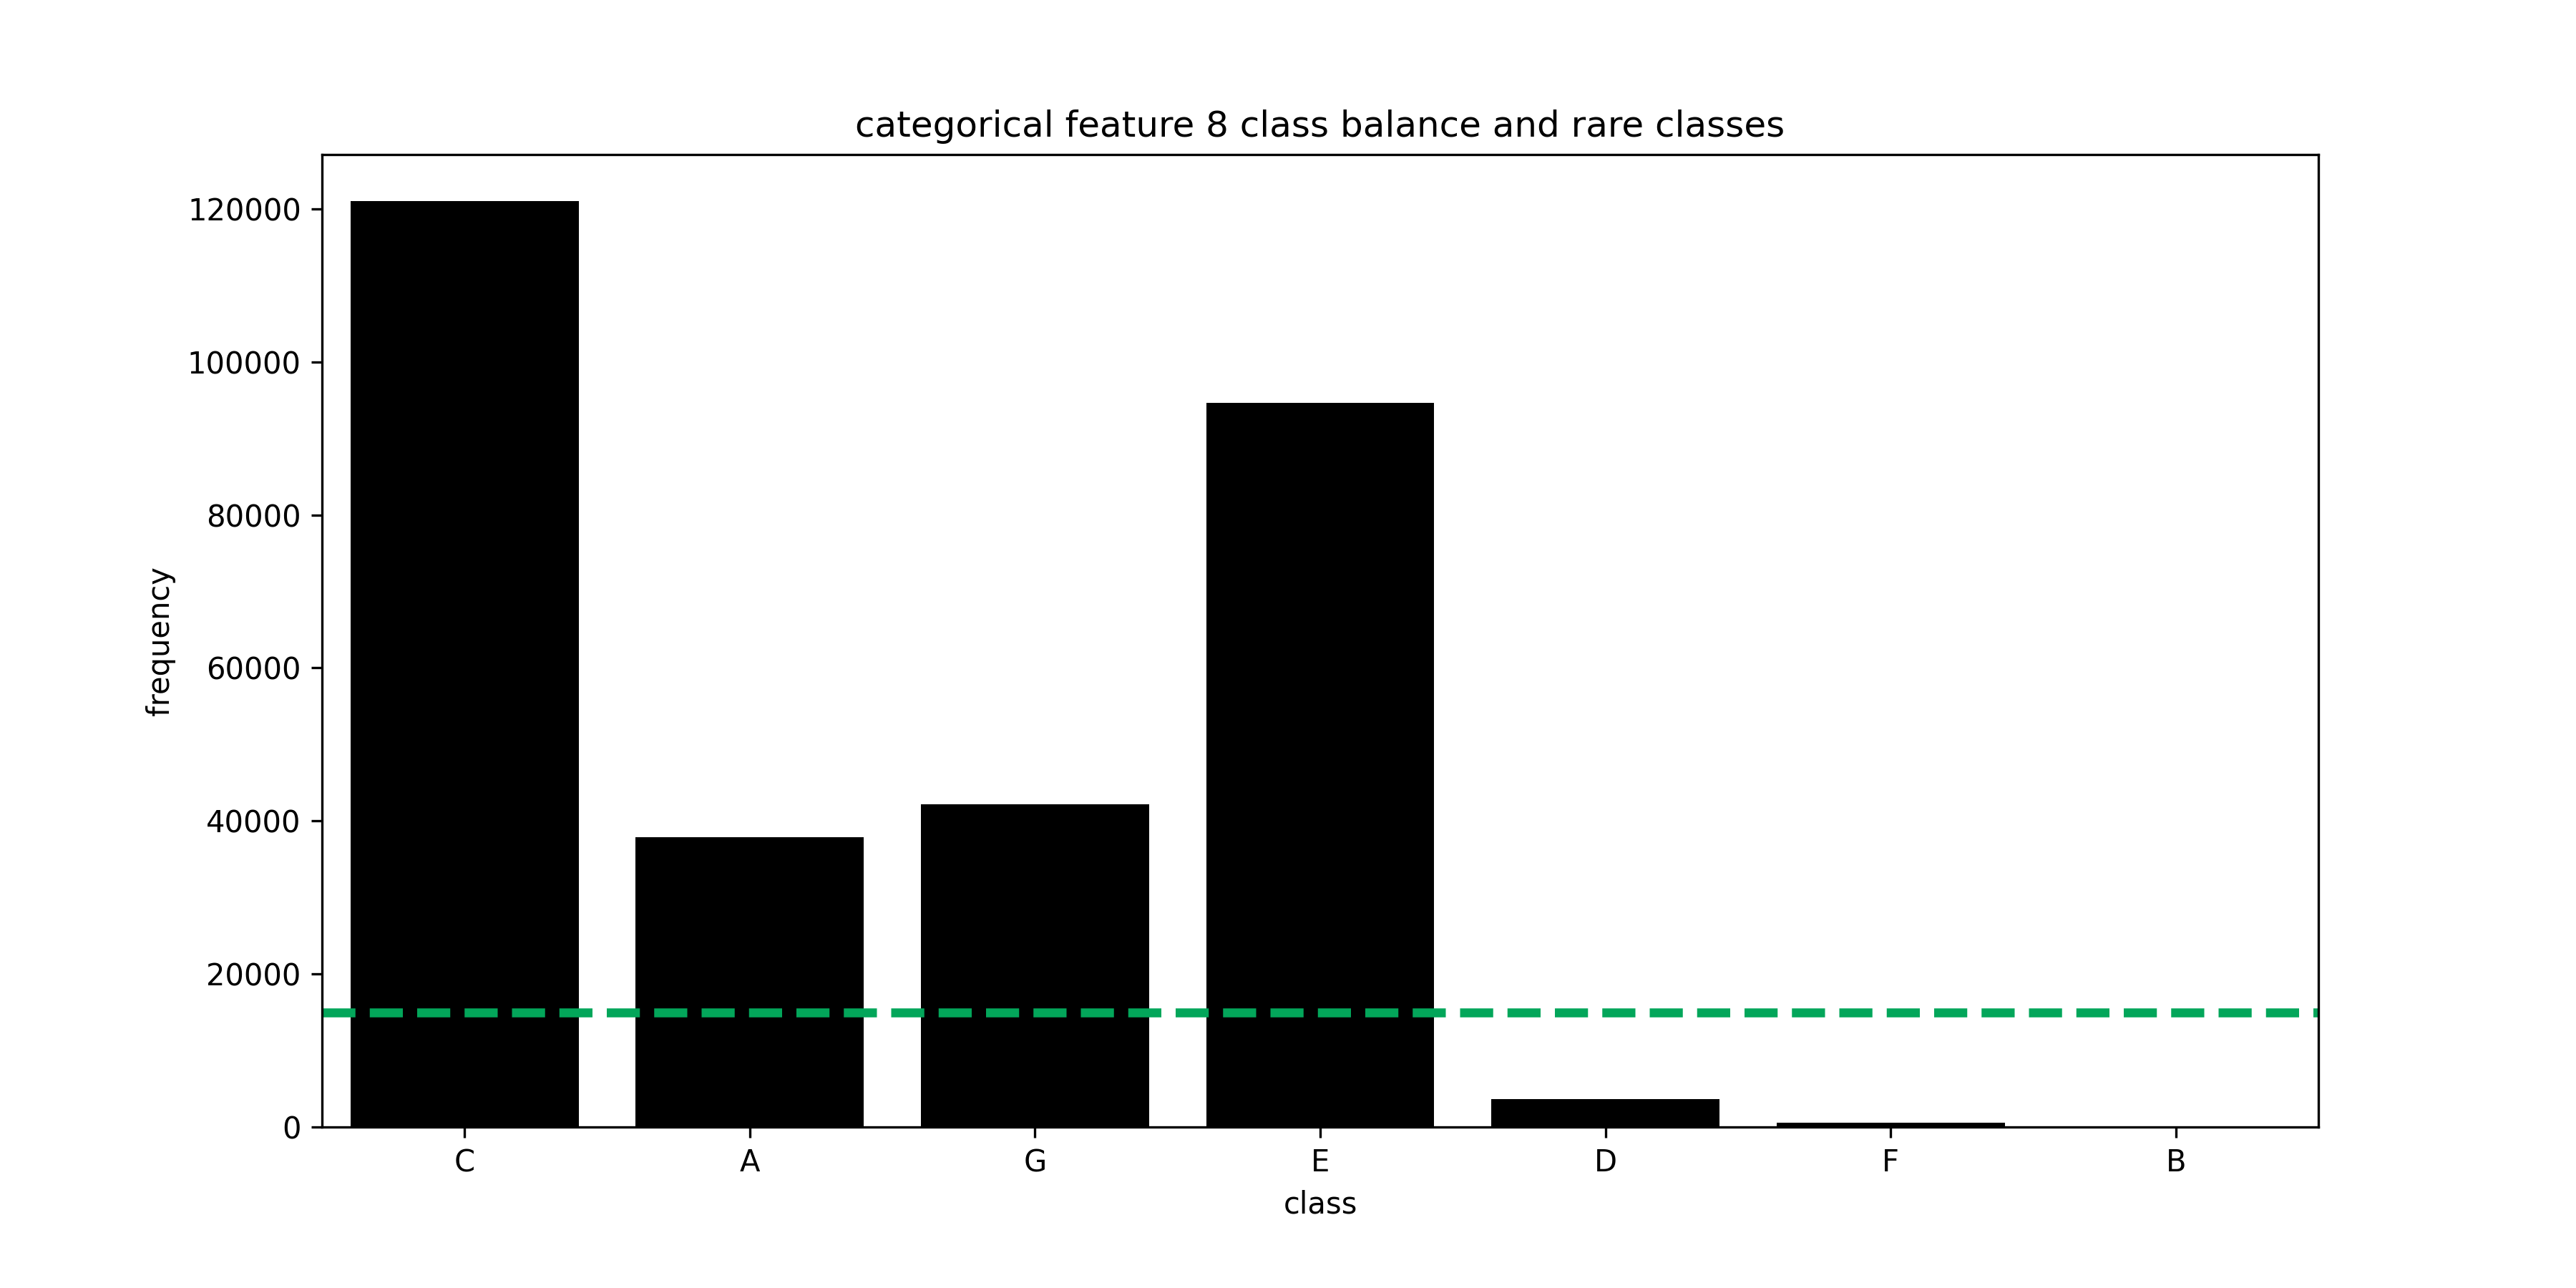 categorical feature 8 class balance and rare classes
120000
100000
80000
60000
40000
20000
0
frequency
C A G E D F B
class